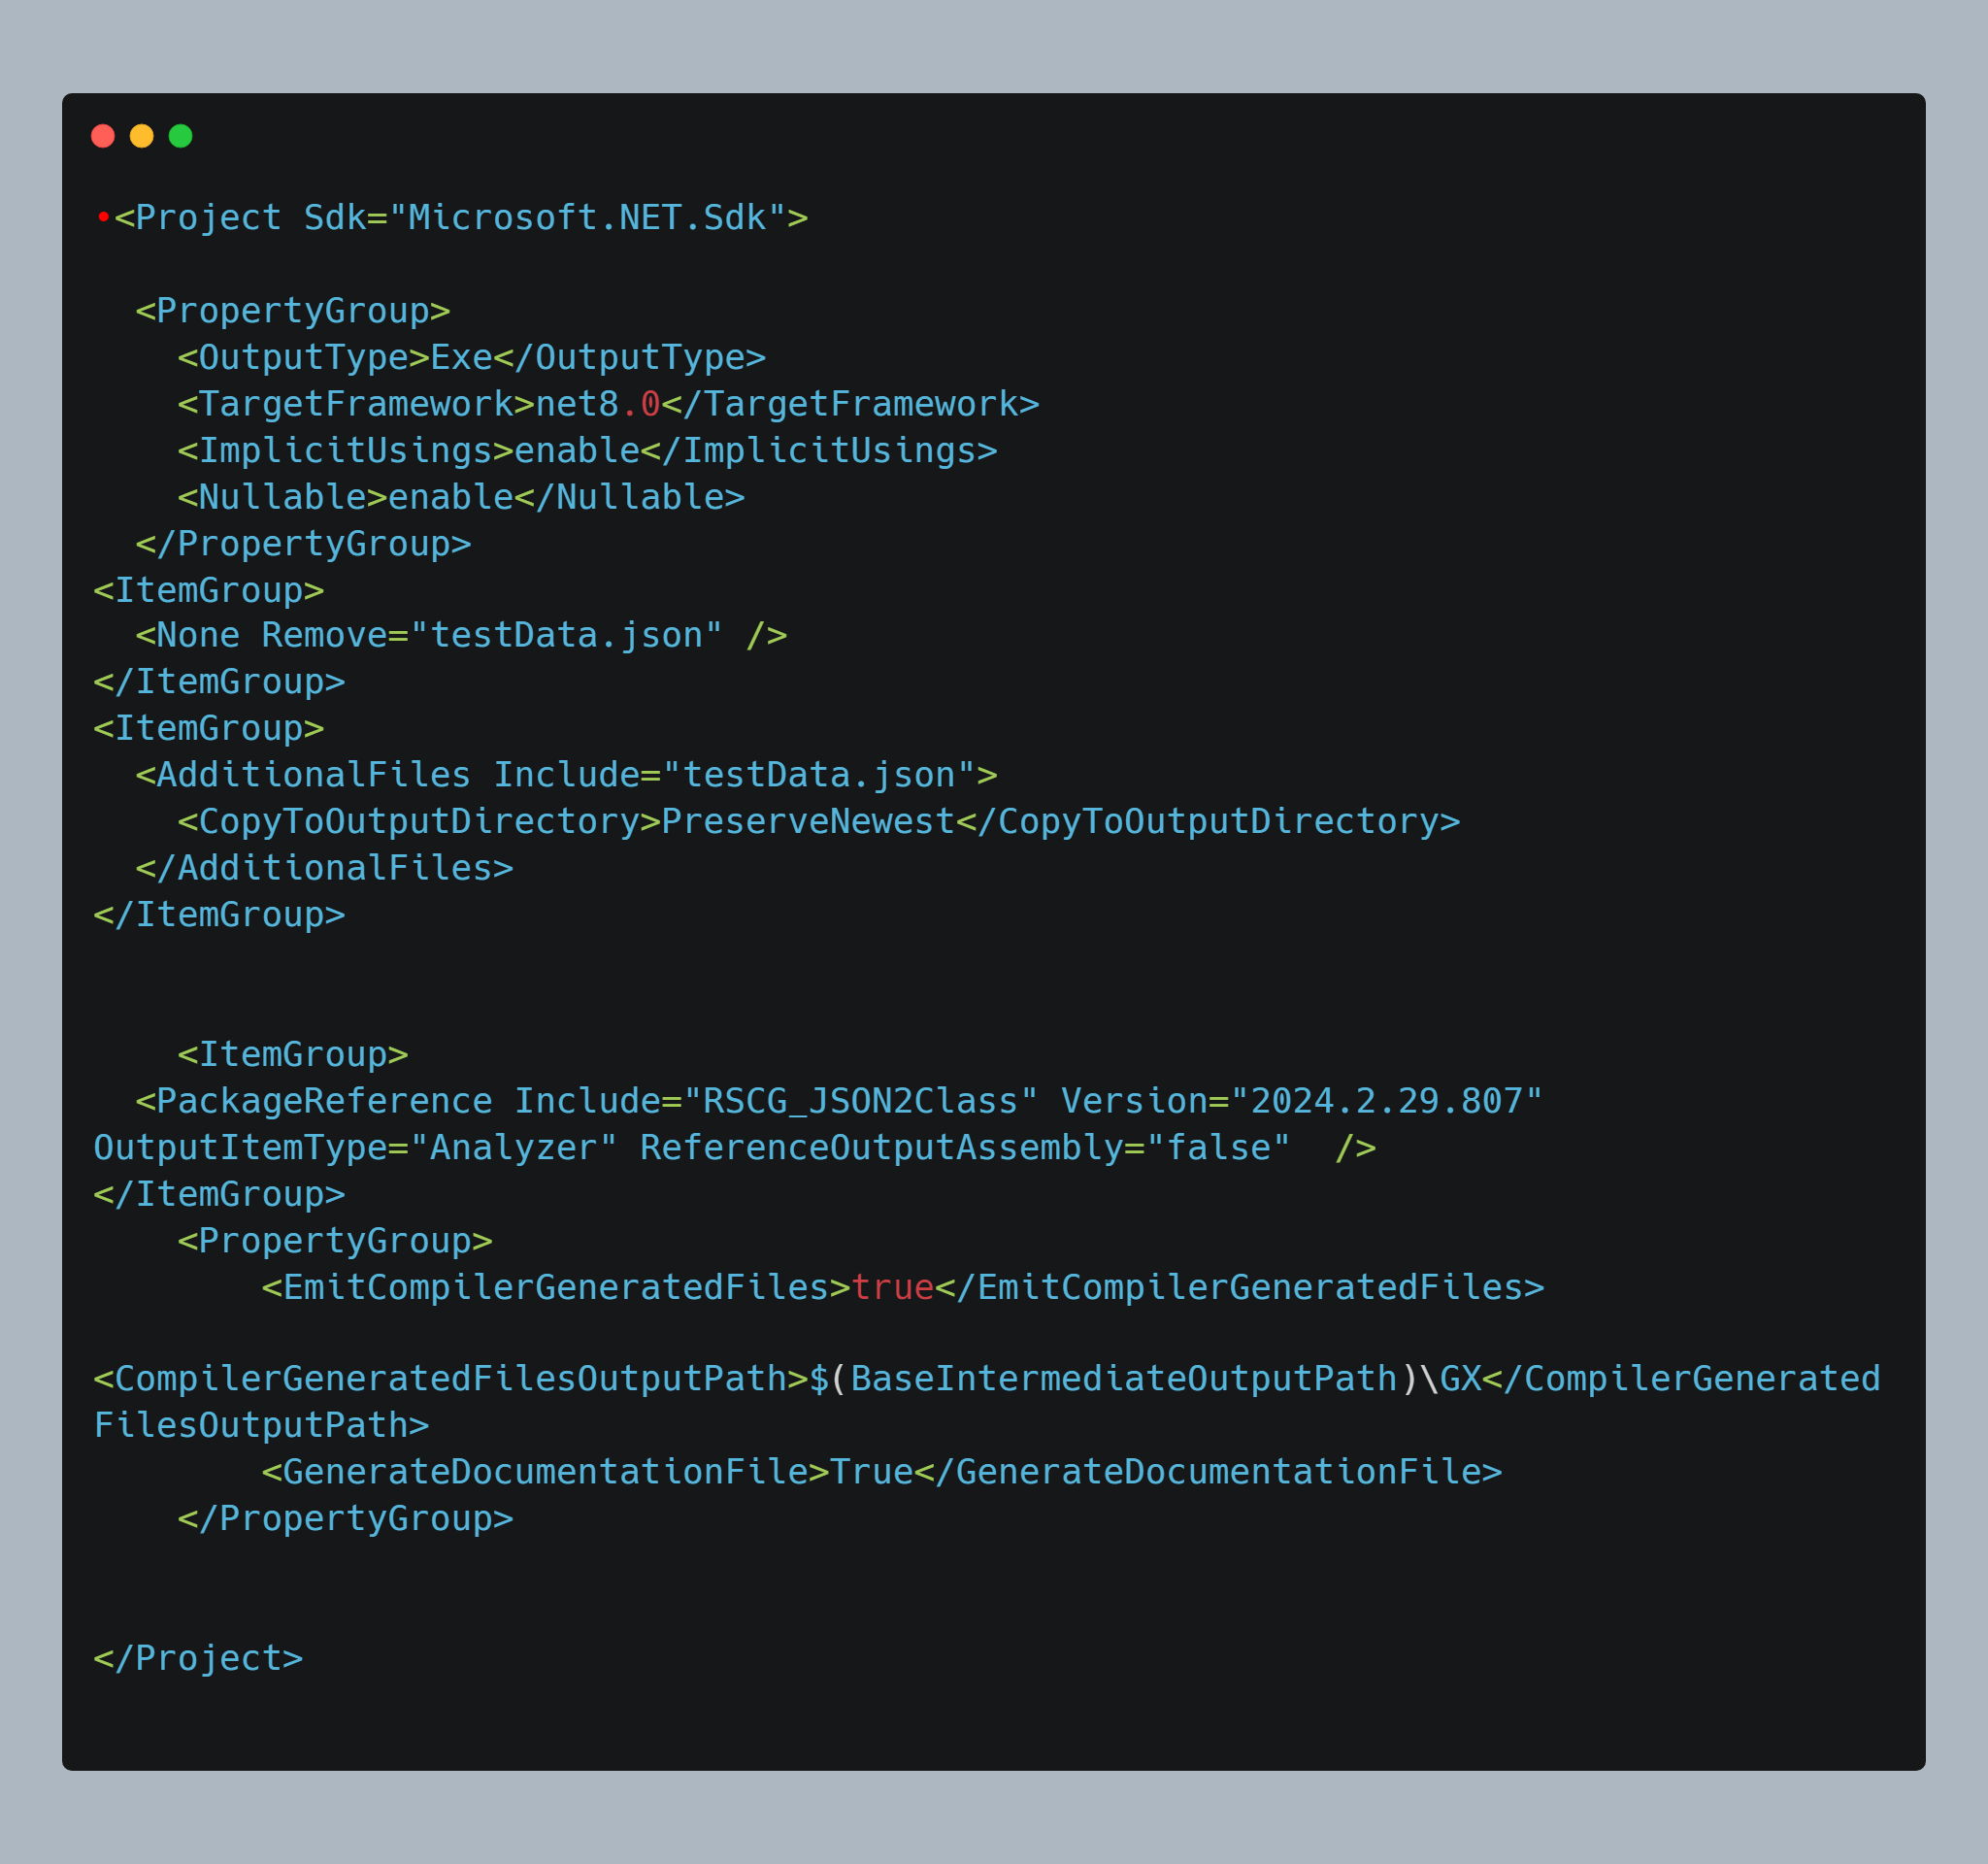 •<Project Sdk="Microsoft.NET.Sdk">

  <PropertyGroup>
    <OutputType>Exe</OutputType>
    <TargetFramework>net8.0</TargetFramework>
    <ImplicitUsings>enable</ImplicitUsings>
    <Nullable>enable</Nullable>
  </PropertyGroup>
<ItemGroup>
  <None Remove="testData.json" />
</ItemGroup>
<ItemGroup>
  <AdditionalFiles Include="testData.json">
    <CopyToOutputDirectory>PreserveNewest</CopyToOutputDirectory>
  </AdditionalFiles>
</ItemGroup>

    <ItemGroup>
  <PackageReference Include="RSCG_JSON2Class" Version="2024.2.29.807"
OutputItemType="Analyzer" ReferenceOutputAssembly="false"  />
</ItemGroup>
    <PropertyGroup>
        <EmitCompilerGeneratedFiles>true</EmitCompilerGeneratedFiles>

<CompilerGeneratedFilesOutputPath>$(BaseIntermediateOutputPath)\GX</CompilerGenerated
FilesOutputPath>
        <GenerateDocumentationFile>True</GenerateDocumentationFile>
    </PropertyGroup>

</Project>